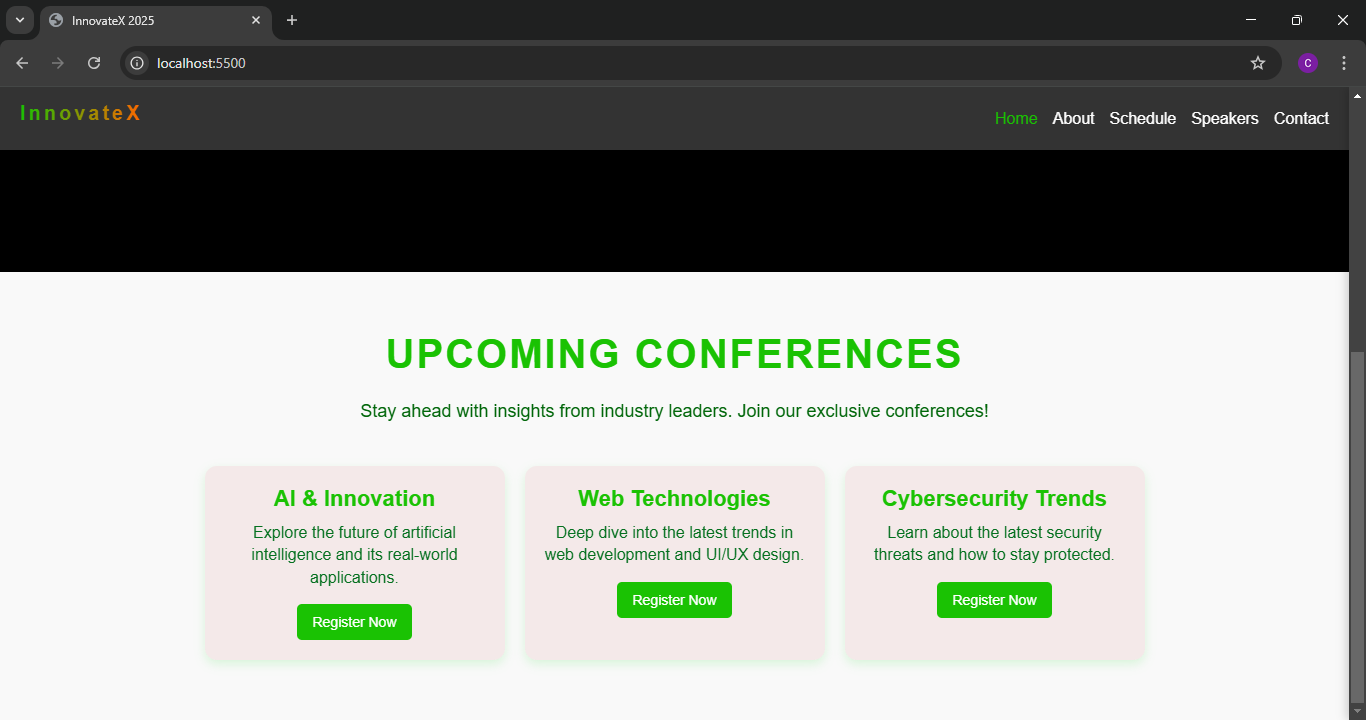 InnovateX 2025
localhost:5500
C
InnovateX
Home About Schedule Speakers Contact
UPCOMING CONFERENCES
Stay ahead with insights from industry leaders. Join our exclusive conferences!
AI & Innovation
Explore the future of artificial
intelligence and its real-world
applications.
Register Now
Web Technologies
Deep dive into the latest trends in
web development and UI/UX design.
Register Now
Cybersecurity Trends
Learn about the latest security
threats and how to stay protected.
Register Now